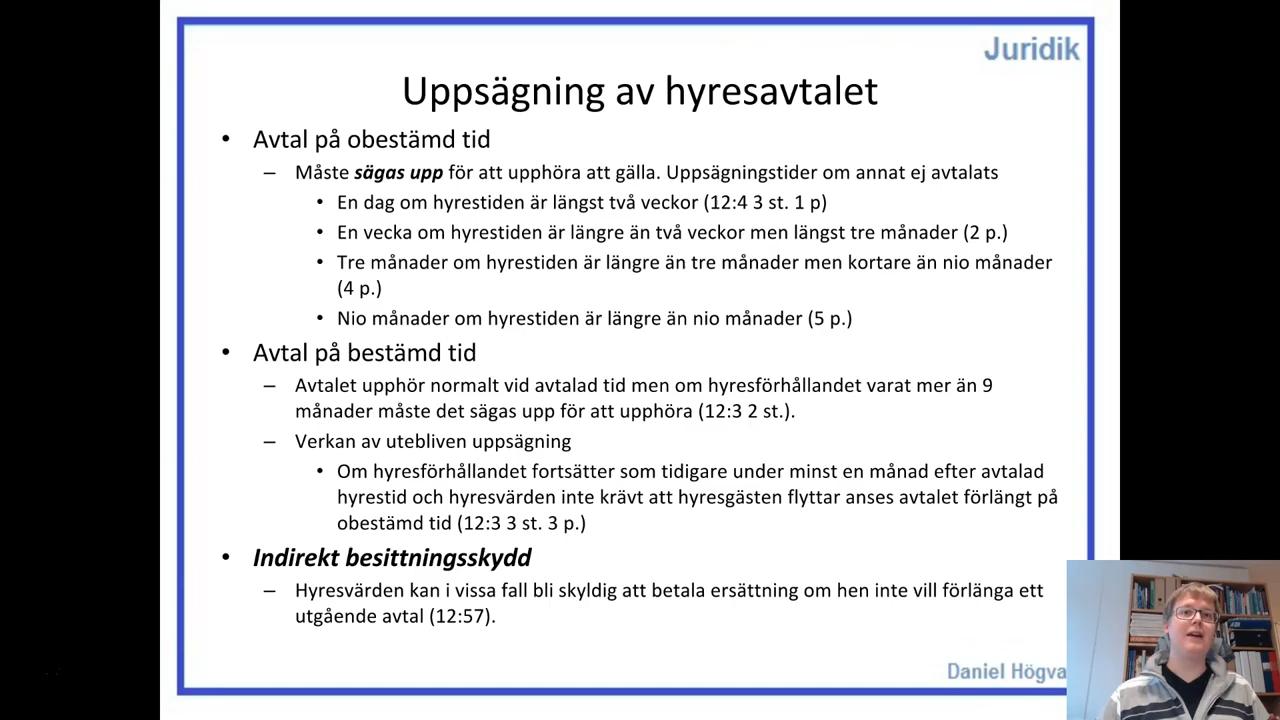 Juridik
Uppsägning av hyresavtalet
• Avtal på obestämd tid
– Måste sägas upp för att upphöra att gälla. Uppsägningstider om annat ej avtalats
• En dag om hyrestiden är längst två veckor (12:4 3 st. 1 p)
• En vecka om hyrestiden är längre än två veckor men längst tre månader (2 p.)
• Tre månader om hyrestiden är längre än tre månader men kortare än nio månader
(4 p.)
• Nio månader om hyrestiden är längre än nio månader (5 p.)
• Avtal på bestämd tid
– Avtalet upphör normalt vid avtalad tid men om hyresförhållandet varat mer än 9
månader måste det sägas upp för att upphöra (12:3 2 st.).
– Verkan av utebliven uppsägning
• Om hyresförhållandet fortsätter som tidigare under minst en månad efter avtalad
hyrestid och hyresvärden inte krävt att hyresgästen flyttar anses avtalet förlängt på
obestämd tid (12:3 3 st. 3 p.)
• Indirekt besittningsskydd
– Hyresvärden kan i vissa fall bli skyldig att betala ersättning om hen inte vill förlänga ett
utgående avtal (12:57).
Daniel Högva